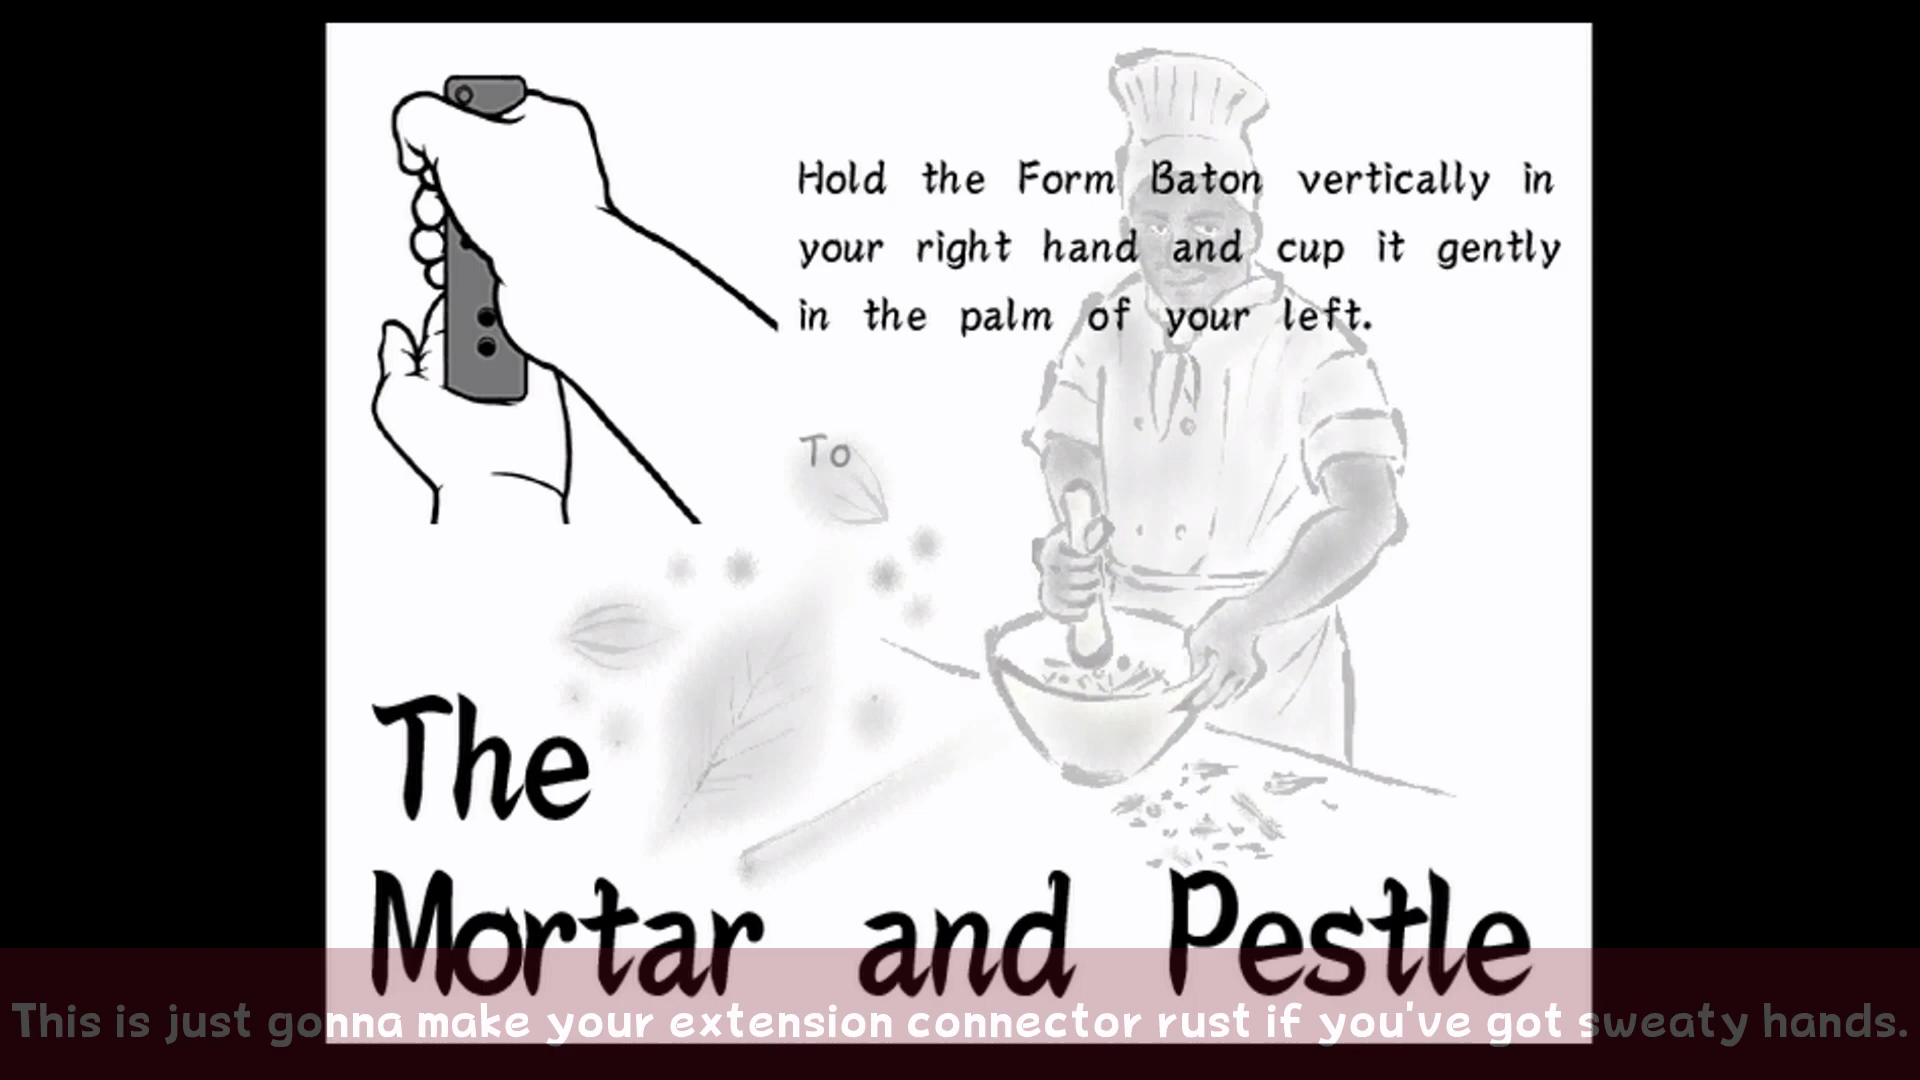 Hold the Form Baton vertically in
your right hand and cup it gently
in the palm of your left.
To
The
Mortar and Pestle
This is just gonna make your extension connector rust if you've got sweaty hands.